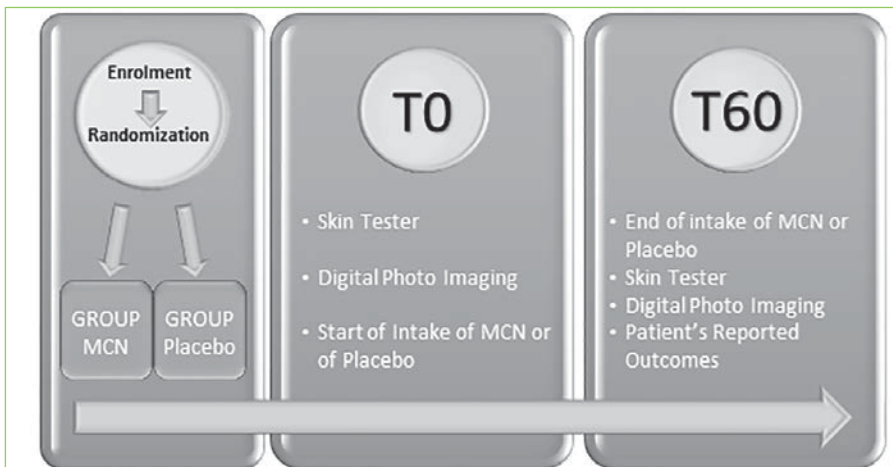 Enrolment
Randomization
GROUP
MCN
GROUP
Placebo
T0
• Skin Tester
• Digital Photo Imaging
• Start of Intake of MCN or
of Placebo
T60
• End of intake of MCN or
Placebo
• Skin Tester
• Digital Photo Imaging
• Patient's Reported
Outcomes